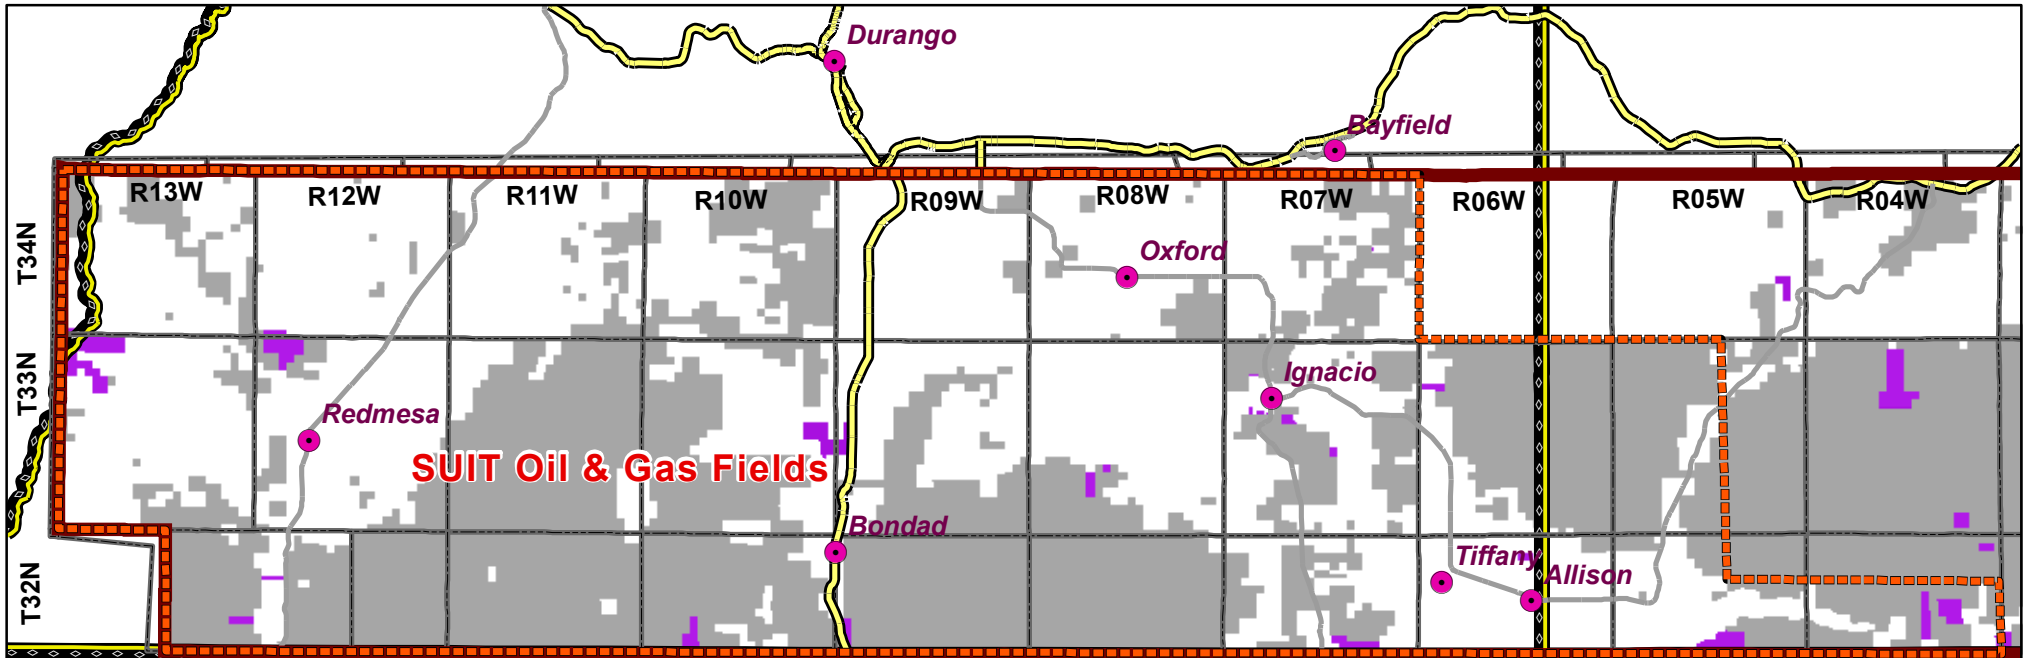 Durango
Bayfield
R13W
R12W
R11W
R10W
R09W
R08W
R07W
R06W
R05W
R04W
T34N
Oxford
T33N
Ignacio
Redmesa
SUIT Oil & Gas Fields
Bondad
Tiffany
Allison
T32N